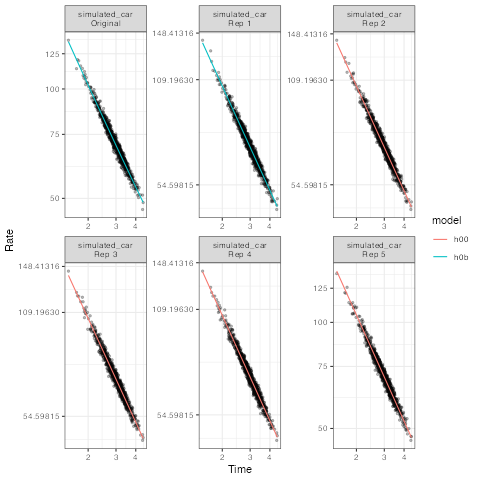 simulated_car
Original
simulated_car
Rep 1
simulated_car
Rep 2
148.41316
148.41316
125
100
109.19630
109.19630
75
54.59815
54.59815
50
2
3
4
2
3
4
2
3
4
simulated_car
Rep 3
simulated_car
Rep 4
simulated_car
Rep 5
148.41316
148.41316
125
109.19630
109.19630
100
75
54.59815
54.59815
50
2
3
4
2
3
4
2
3
4
Rate
Time
model
h00
h0b